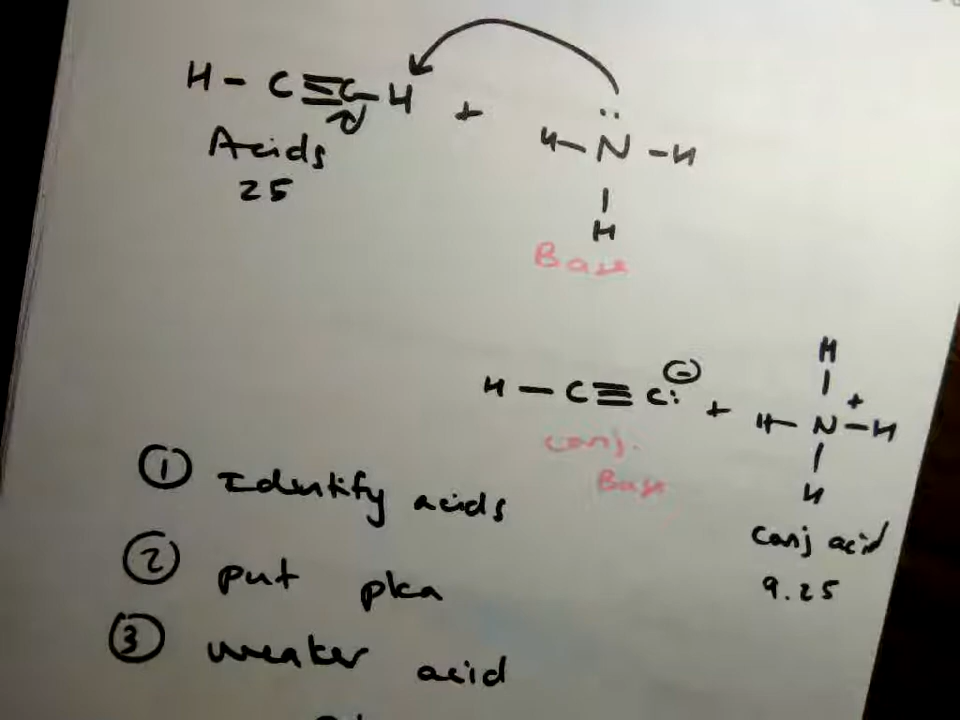 H - C ≡ C - H + H - N̈ - H
|
H
Acids
25
Base
H - C ≡ C:⊖ + H - N⁺ - H
H
|
|
H
Conj.
Base
Conj acid
9.25
① Identify acids
② put pka
③ weaker acid